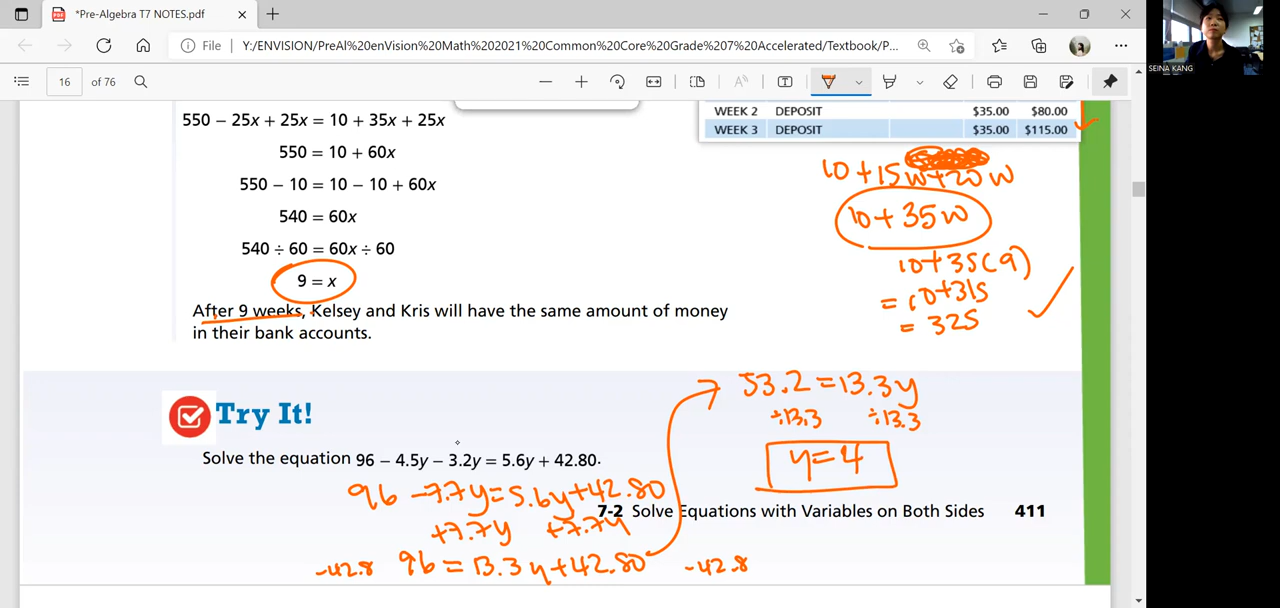 *Pre-Algebra T7 NOTES.pdf
File
Y:/ENVISION/PreAl%20enVision%20Math%202021%20Common%20Core%20Grade%207%20Accelerated/Textbook/P...
SEINA KANG
16 of 76
550 − 25x + 25x = 10 + 35x + 25x
550 = 10 + 60x
550 − 10 = 10 − 10 + 60x
540 = 60x
540 ÷ 60 = 60x ÷ 60
9 = x
After 9 weeks, Kelsey and Kris will have the same amount of money
in their bank accounts.
WEEK 2 DEPOSIT $35.00 $80.00
WEEK 3 DEPOSIT $35.00 $115.00
10+15w+20w
10+35w
10+35(9)
=10+315
=325
Try It!
Solve the equation 96 − 4.5y − 3.2y = 5.6y + 42.80.
96 -7.7y=5.6y+42.80
+7.7y +7.7y
-42.8 96 = 13.3y+42.80 -42.8
53.2=13.3y
÷13.3 ÷13.3
y=4
7-2 Solve Equations with Variables on Both Sides 411